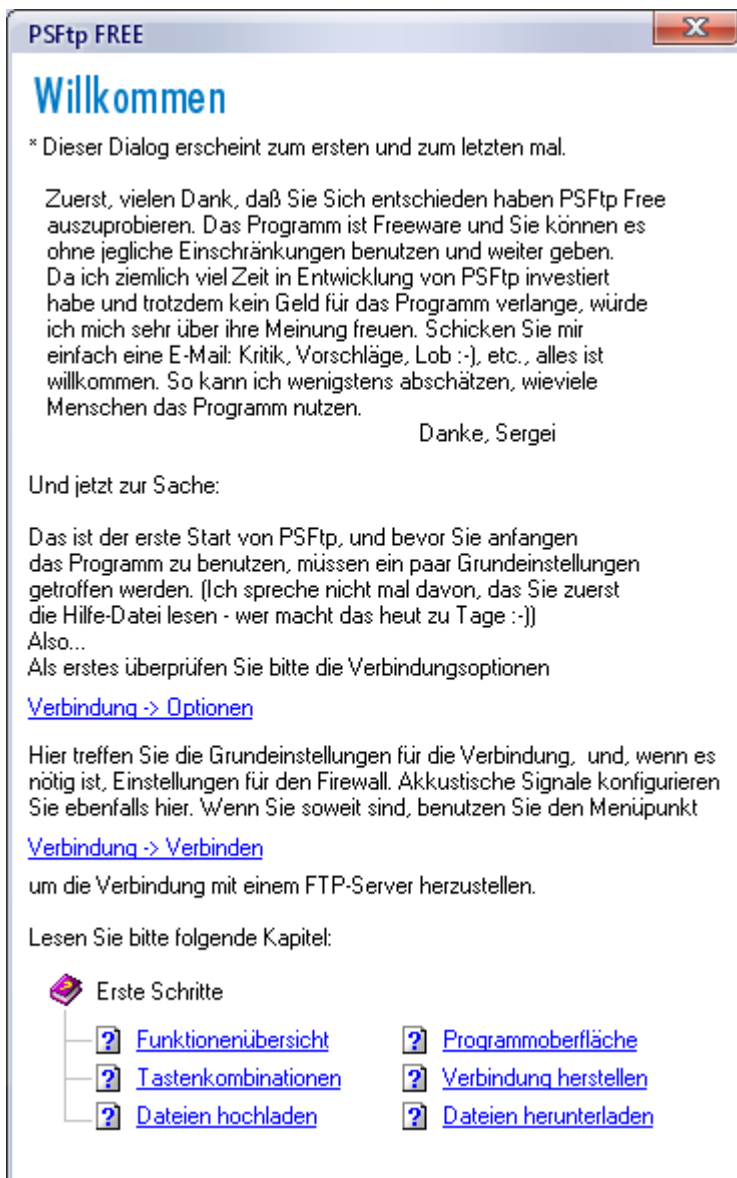 PSFtp FREE
Willkommen
* Dieser Dialog erscheint zum ersten und zum letzten mal.
Zuerst, vielen Dank, daß Sie Sich entschieden haben PSFtp Free
auszuprobieren. Das Programm ist Freeware und Sie können es
ohne jegliche Einschränkungen benutzen und weiter geben.
Da ich ziemlich viel Zeit in Entwicklung von PSFtp investiert
habe und trotzdem kein Geld für das Programm verlange, würde
ich mich sehr über ihre Meinung freuen. Schicken Sie mir
einfach eine E-Mail: Kritik, Vorschläge, Lob :-), etc., alles ist
willkommen. So kann ich wenigstens abschätzen, wieviele
Menschen das Programm nutzen.
Danke, Sergei
Und jetzt zur Sache:
Das ist der erste Start von PSFtp, und bevor Sie anfangen
das Programm zu benutzen, müssen ein paar Grundeinstellungen
getroffen werden. (Ich spreche nicht mal davon, das Sie zuerst
die Hilfe-Datei lesen - wer macht das heut zu Tage :-))
Also...
Als erstes überprüfen Sie bitte die Verbindungsoptionen
Verbindung -> Optionen
Hier treffen Sie die Grundeinstellungen für die Verbindung, und, wenn es
nötig ist, Einstellungen für den Firewall. Akkustische Signale konfigurieren
Sie ebenfalls hier. Wenn Sie soweit sind, benutzen Sie den Menüpunkt
Verbindung -> Verbinden
um die Verbindung mit einem FTP-Server herzustellen.
Lesen Sie bitte folgende Kapitel:
Erste Schritte
Funktionenübersicht
Programmoberfläche
Tastenkombinationen
Verbindung herstellen
Dateien hochladen
Dateien herunterladen